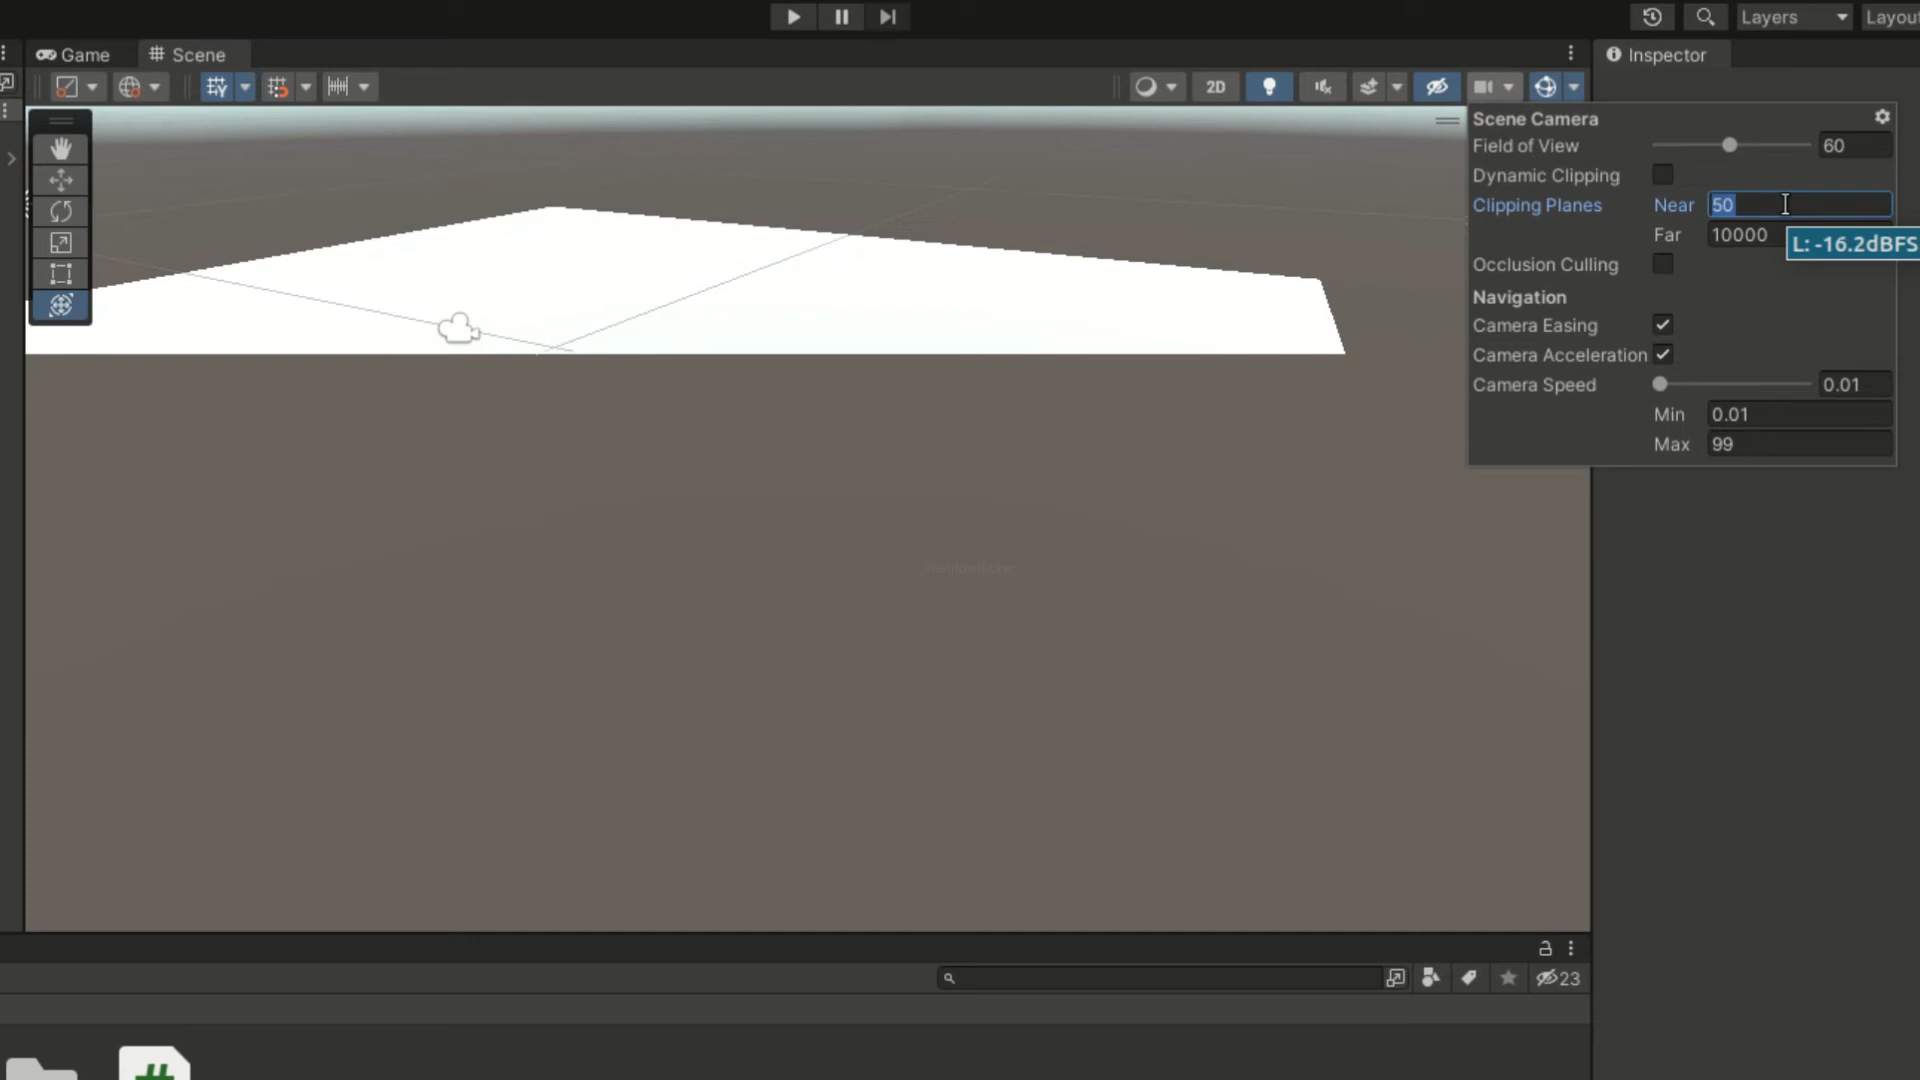 Layers
Layou
Game
Scene
Inspector
2D
Scene Camera
Field of View
60
Dynamic Clipping
Clipping Planes
Near
50
Far
10000
L: -16.2dBFS
Occlusion Culling
Navigation
Camera Easing
Camera Acceleration
Camera Speed
0.01
Min
0.01
Max
99
23
#